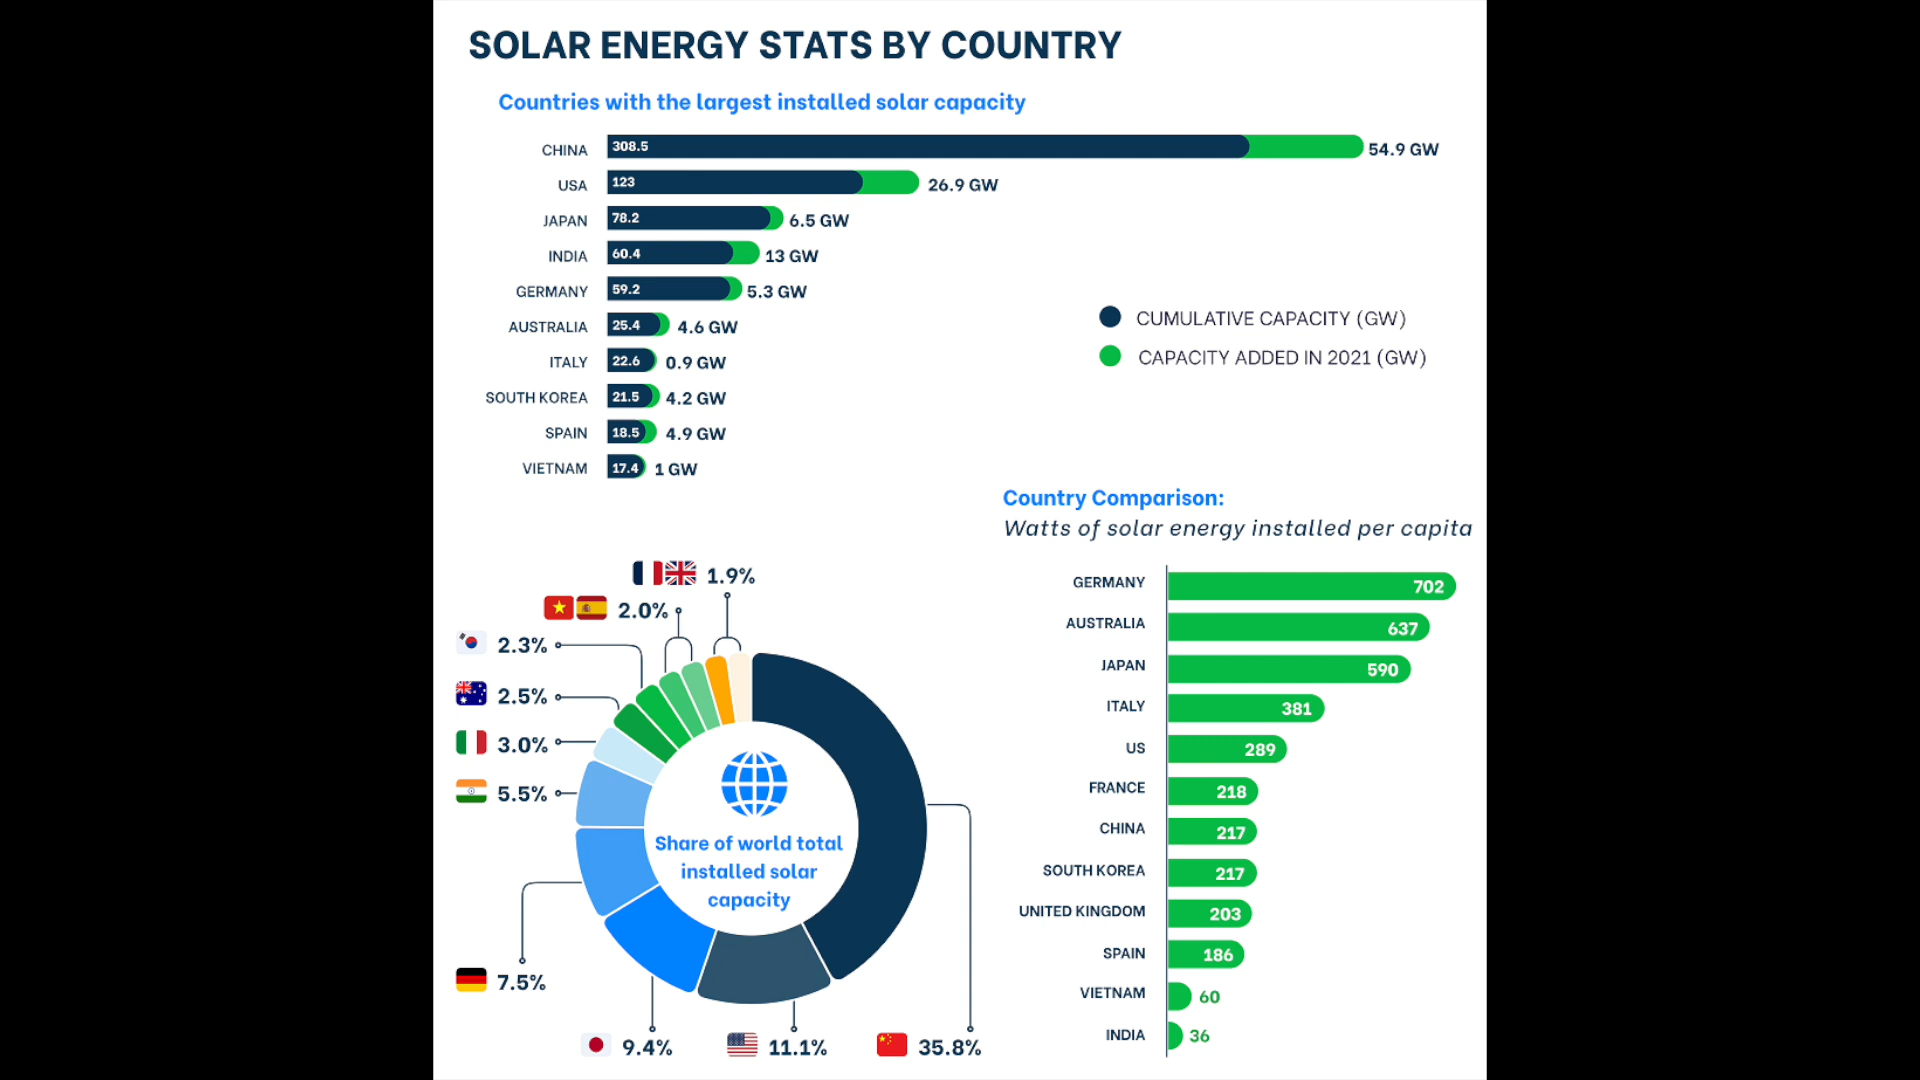 SOLAR ENERGY STATS BY COUNTRY
Countries with the largest installed solar capacity
CHINA 308.5 54.9 GW
USA 123 26.9 GW
JAPAN 78.2 6.5 GW
INDIA 60.4 13 GW
GERMANY 59.2 5.3 GW
AUSTRALIA 25.4 4.6 GW
ITALY 22.6 0.9 GW
SOUTH KOREA 21.5 4.2 GW
SPAIN 18.5 4.9 GW
VIETNAM 17.4 1 GW
CUMULATIVE CAPACITY (GW)
CAPACITY ADDED IN 2021 (GW)
1.9%
2.0%
2.3%
2.5%
3.0%
5.5%
7.5%
9.4%
11.1%
35.8%
Share of world total
installed solar
capacity
Country Comparison:
Watts of solar energy installed per capita
GERMANY 702
AUSTRALIA 637
JAPAN 590
ITALY 381
US 289
FRANCE 218
CHINA 217
SOUTH KOREA 217
UNITED KINGDOM 203
SPAIN 186
VIETNAM 60
INDIA 36